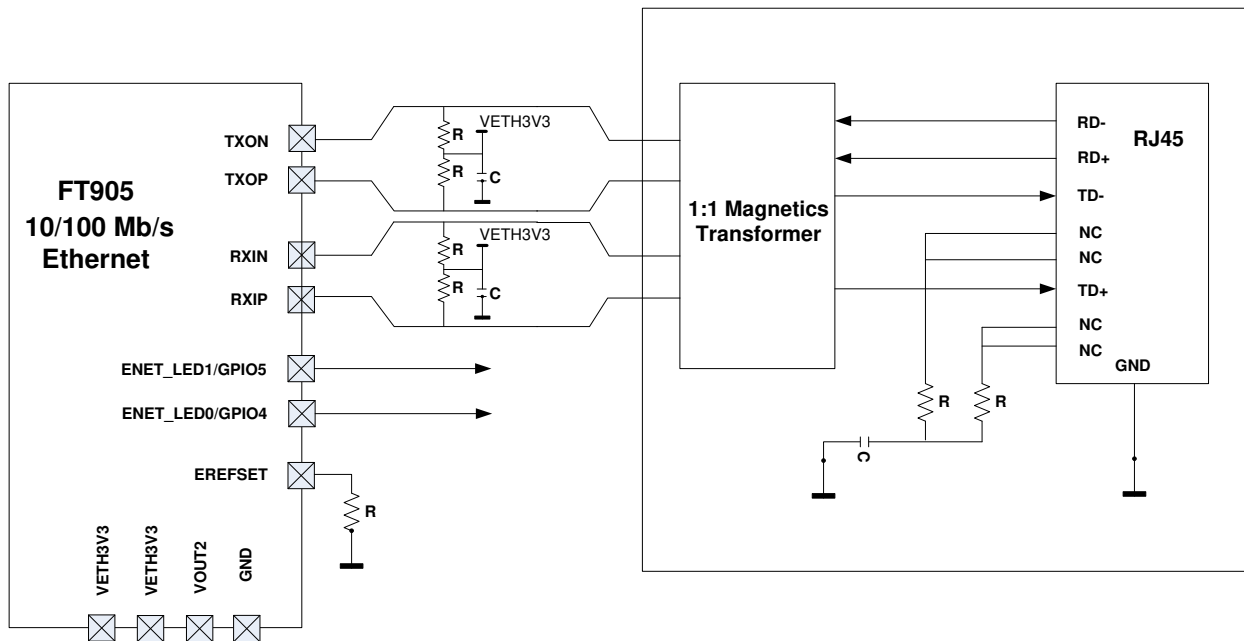 FT905
10/100 Mb/s
Ethernet
TXON
TXOP
RXIN
RXIP
ENET_LED1/GPIO5
ENET_LED0/GPIO4
EREFSET
VETH3V3
VETH3V3
VOUT2
GND
R
R
VETH3V3
C
R
R
VETH3V3
C
R
1:1 Magnetics
Transformer
RJ45
RD-
RD+
TD-
NC
NC
TD+
NC
NC
GND
R
R
C